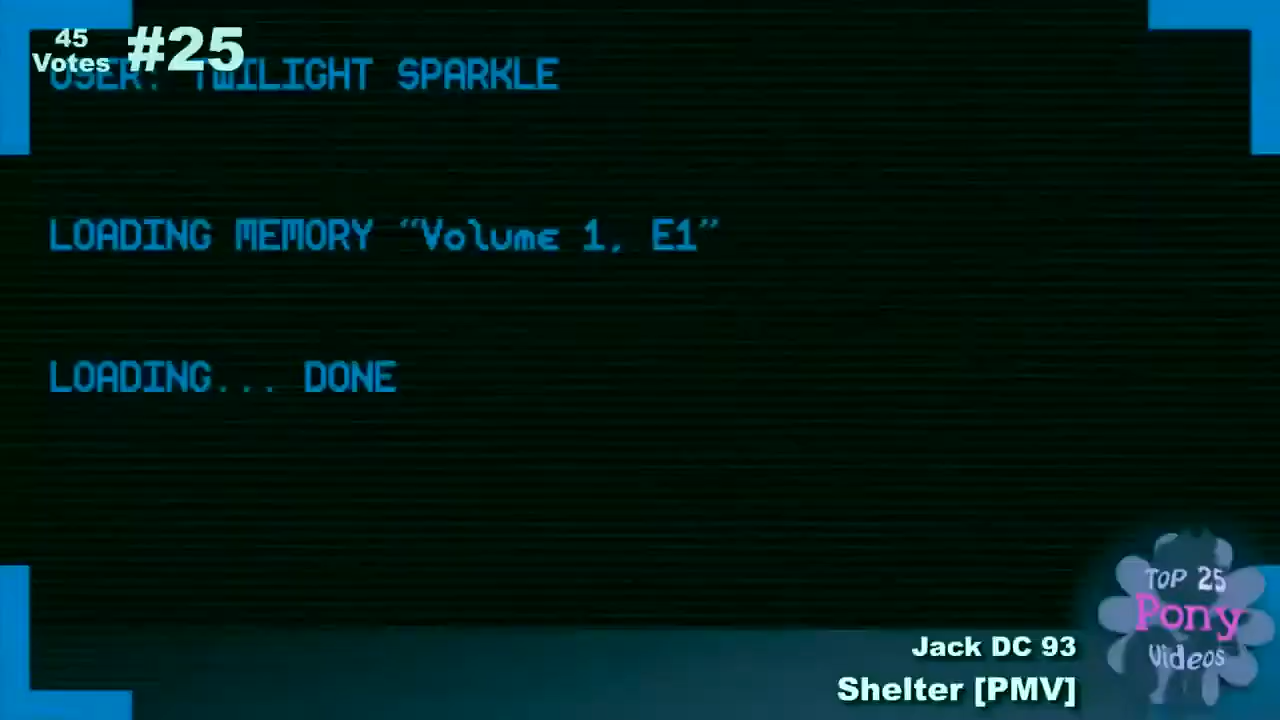 45
Votes
#25
USER: TWILIGHT SPARKLE
LOADING MEMORY “Volume 1, E1”
LOADING... DONE
TOP 25
Pony
Videos
Jack DC 93
Shelter [PMV]